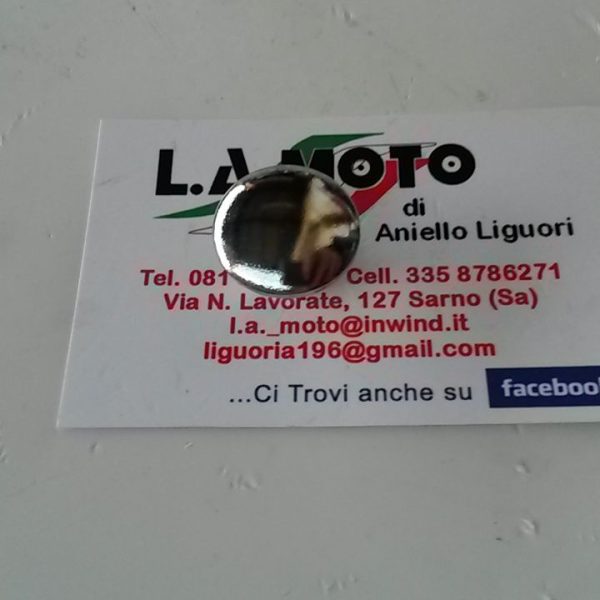 L.A MOTO
di
Aniello Liguori
Tel. 081 Cell. 335 8786271
Via N. Lavorate, 127 Sarno (Sa)
l.a._moto@inwind.it
liguoria196@gmail.com
...Ci Trovi anche su facebook